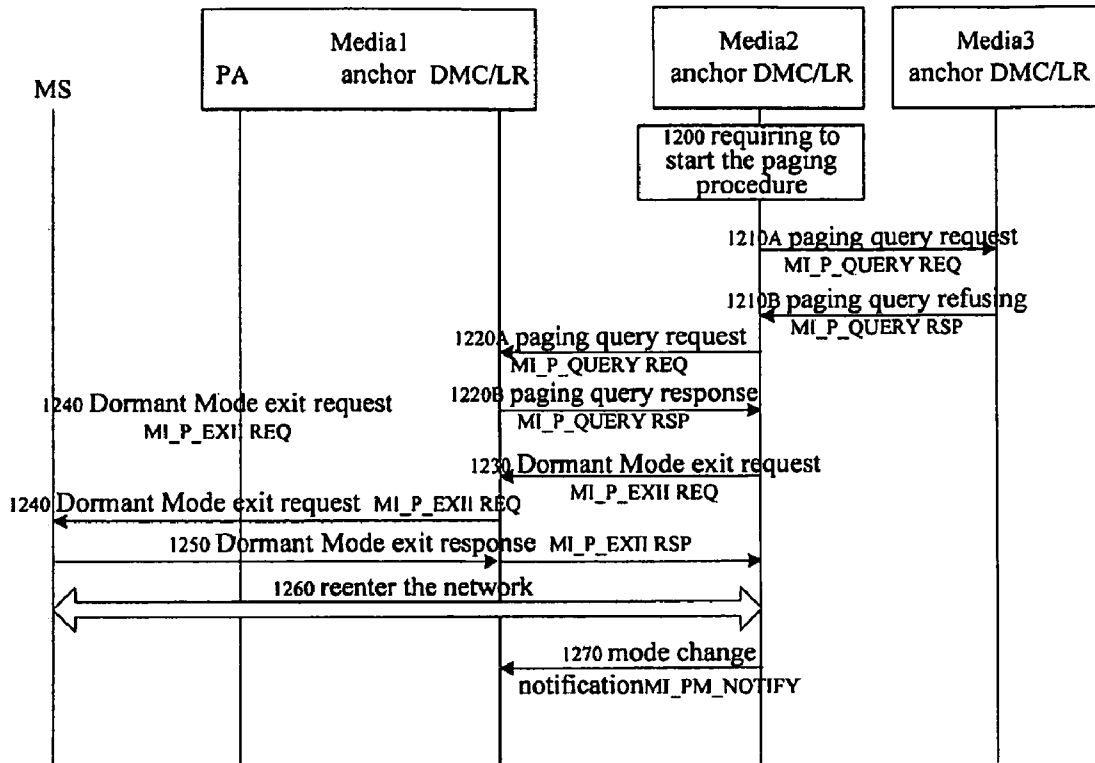 MS
Media1
PA anchor DMC/LR
Media2
anchor DMC/LR
Media3
anchor DMC/LR
1200 requiring to
start the paging
procedure
1210A paging query request
MI_P_QUERY REQ
1210B paging query refusing
MI_P_QUERY RSP
1220A paging query request
MI_P_QUERY REQ
1220B paging query response
MI_P_QUERY RSP
1240 Dormant Mode exit request
MI_P_EXII REQ
1230 Dormant Mode exit request
MI_P_EXII REQ
1240 Dormant Mode exit request MI_P_EXII REQ
1250 Dormant Mode exit response MI_P_EXTI RSP
1260 reenter the network
1270 mode change
notificationMI_PM_NOTIFY